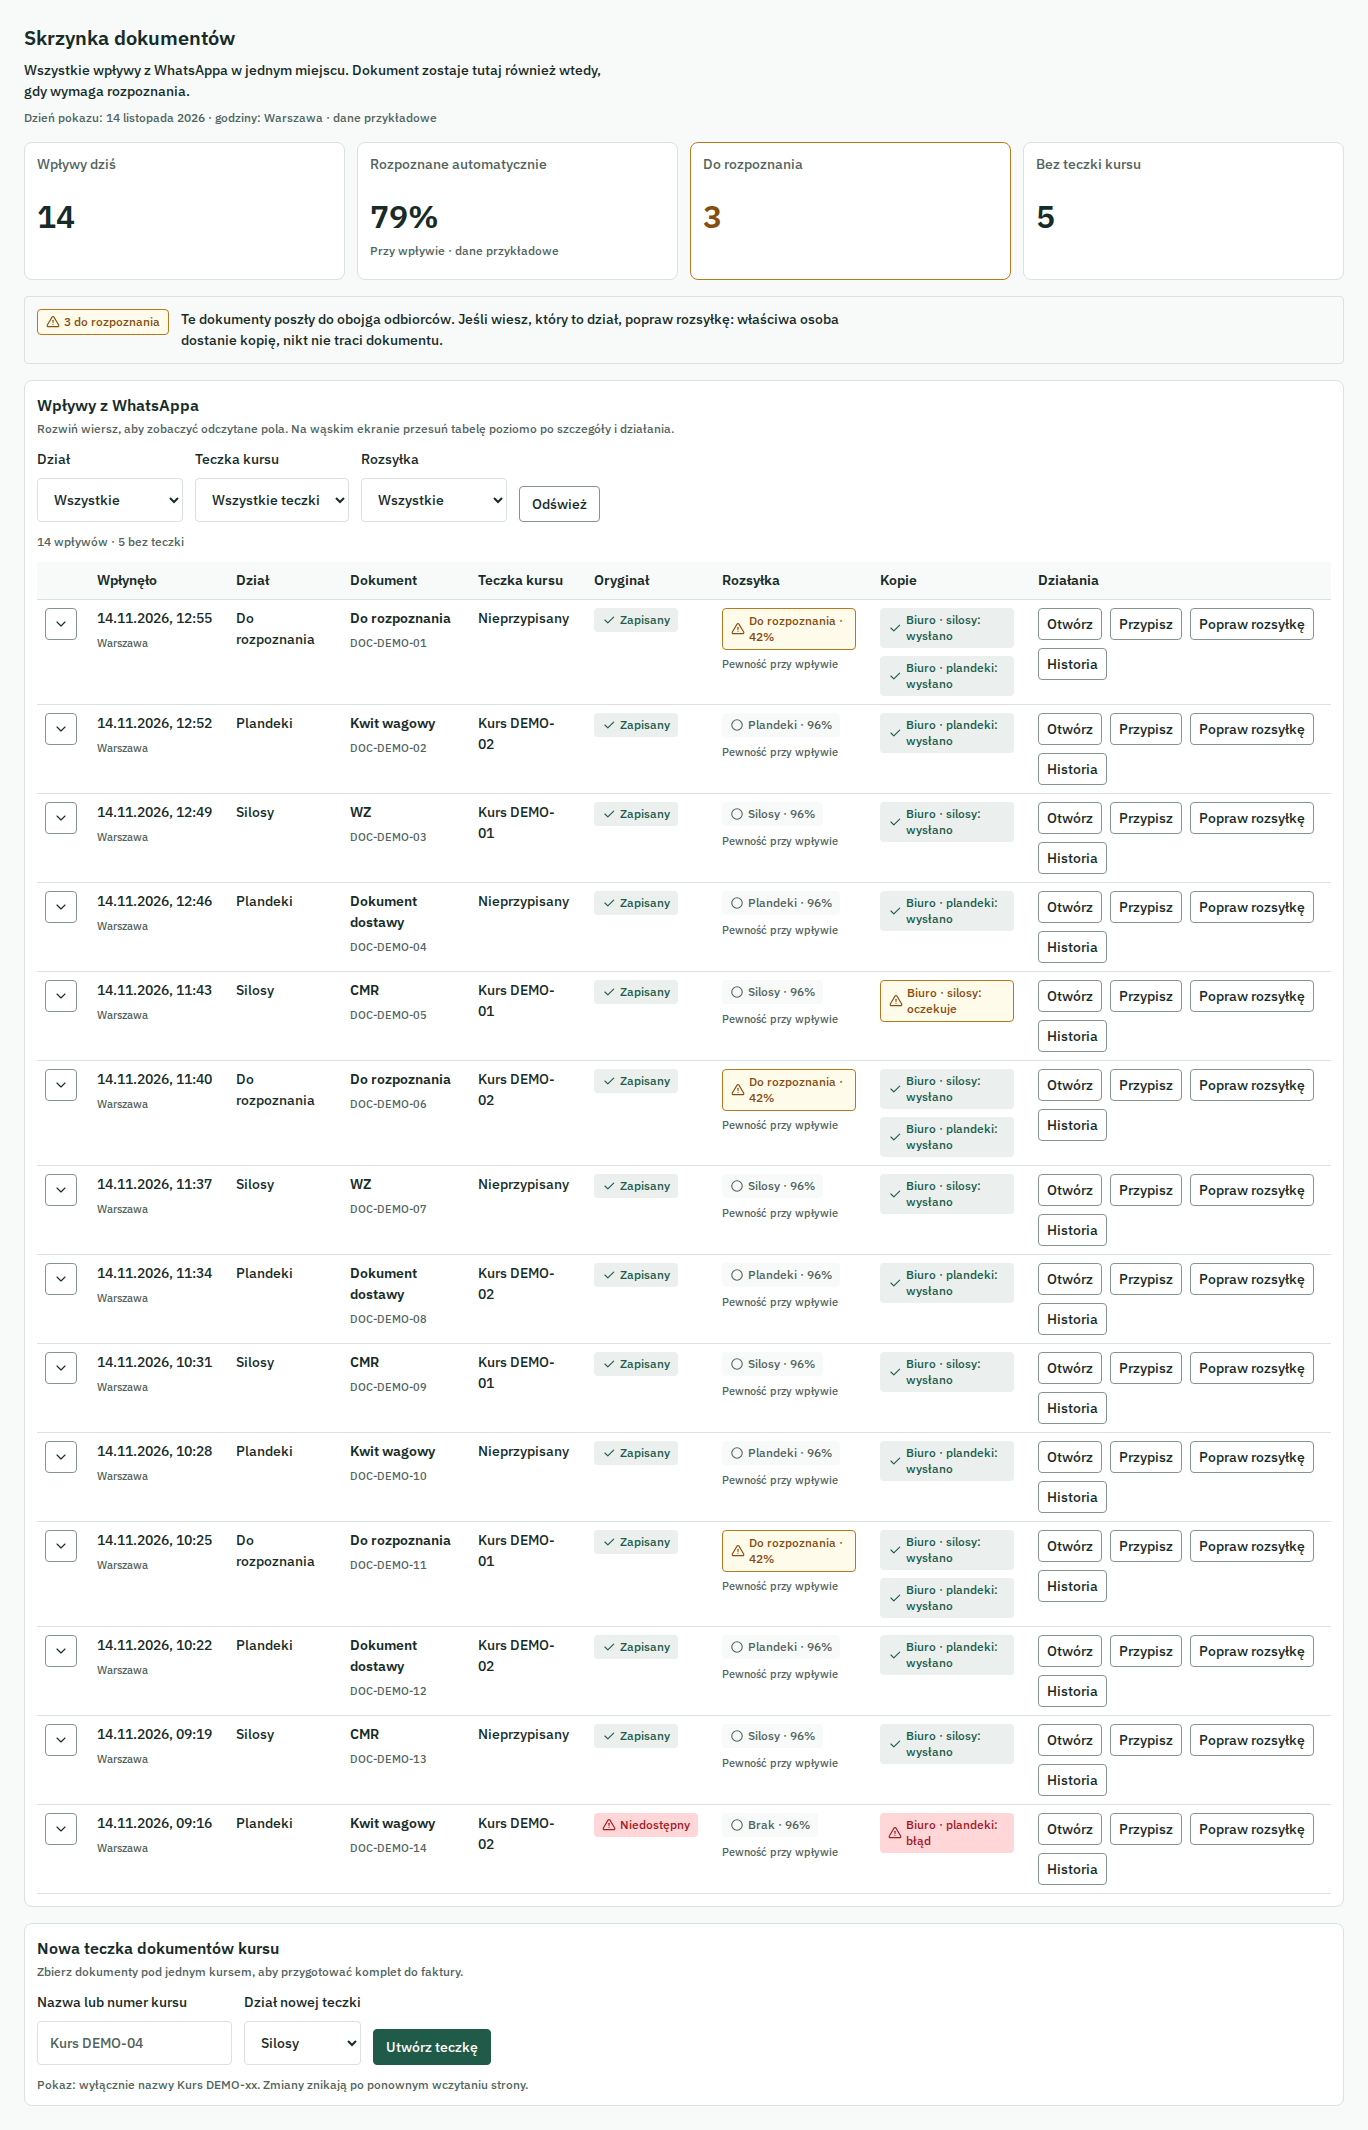 Skrzynka dokumentów
Wszystkie wpływy z WhatsAppa w jednym miejscu. Dokument zostaje tutaj również wtedy,
gdy wymaga rozpoznania.
Dzień pokazu: 14 listopada 2026 · godziny: Warszawa · dane przykładowe
Wpływy dziś
14
Rozpoznane automatycznie
79%
Przy wpływie · dane przykładowe
Do rozpoznania
3
Bez teczki kursu
5
3 do rozpoznania
Te dokumenty poszły do obojga odbiorców. Jeśli wiesz, który to dział, popraw rozsyłkę: właściwa osoba
dostanie kopię, nikt nie traci dokumentu.
Wpływy z WhatsAppa
Rozwiń wiersz, aby zobaczyć odczytane pola. Na wąskim ekranie przesuń tabelę poziomo po szczegóły i działania.
Dział Teczka kursu Rozsyłka
Wszystkie Wszystkie teczki Wszystkie Odśwież
14 wpływów · 5 bez teczki
Wpłynęło Dział Dokument Teczka kursu Oryginał Rozsyłka Kopie Działania
14.11.2026, 12:55 Do Do rozpoznania Nieprzypisany Zapisany Do rozpoznania · Biuro · silosy: Otwórz Przypisz Popraw rozsyłkę
Warszawa rozpoznania DOC-DEMO-01 42% wysłano
Pewność przy wpływie Biuro · plandeki: Historia
wysłano
14.11.2026, 12:52 Plandeki Kwit wagowy Kurs DEMO- Zapisany Plandeki · 96% Biuro · plandeki: Otwórz Przypisz Popraw rozsyłkę
Warszawa DOC-DEMO-02 02 Pewność przy wpływie wysłano
Historia
14.11.2026, 12:49 Silosy WZ Kurs DEMO- Zapisany Silosy · 96% Biuro · silosy: Otwórz Przypisz Popraw rozsyłkę
Warszawa DOC-DEMO-03 01 Pewność przy wpływie wysłano
Historia
14.11.2026, 12:46 Plandeki Dokument Nieprzypisany Zapisany Plandeki · 96% Biuro · plandeki: Otwórz Przypisz Popraw rozsyłkę
Warszawa dostawy Pewność przy wpływie wysłano
DOC-DEMO-04 Historia
14.11.2026, 11:43 Silosy CMR Kurs DEMO- Zapisany Silosy · 96% Biuro · silosy: Otwórz Przypisz Popraw rozsyłkę
Warszawa DOC-DEMO-05 01 Pewność przy wpływie oczekuje
Historia
14.11.2026, 11:40 Do Do rozpoznania Kurs DEMO- Zapisany Do rozpoznania · Biuro · silosy: Otwórz Przypisz Popraw rozsyłkę
Warszawa rozpoznania DOC-DEMO-06 02 42% wysłano
Pewność przy wpływie Biuro · plandeki: Historia
wysłano
14.11.2026, 11:37 Silosy WZ Nieprzypisany Zapisany Silosy · 96% Biuro · silosy: Otwórz Przypisz Popraw rozsyłkę
Warszawa DOC-DEMO-07 Pewność przy wpływie wysłano
Historia
14.11.2026, 11:34 Plandeki Dokument Kurs DEMO- Zapisany Plandeki · 96% Biuro · plandeki: Otwórz Przypisz Popraw rozsyłkę
Warszawa dostawy 02 Pewność przy wpływie wysłano
DOC-DEMO-08 Historia
14.11.2026, 10:31 Silosy CMR Kurs DEMO- Zapisany Silosy · 96% Biuro · silosy: Otwórz Przypisz Popraw rozsyłkę
Warszawa DOC-DEMO-09 01 Pewność przy wpływie wysłano
Historia
14.11.2026, 10:28 Plandeki Kwit wagowy Nieprzypisany Zapisany Plandeki · 96% Biuro · plandeki: Otwórz Przypisz Popraw rozsyłkę
Warszawa DOC-DEMO-10 Pewność przy wpływie wysłano
Historia
14.11.2026, 10:25 Do Do rozpoznania Kurs DEMO- Zapisany Do rozpoznania · Biuro · silosy: Otwórz Przypisz Popraw rozsyłkę
Warszawa rozpoznania DOC-DEMO-11 01 42% wysłano
Pewność przy wpływie Biuro · plandeki: Historia
wysłano
14.11.2026, 10:22 Plandeki Dokument Kurs DEMO- Zapisany Plandeki · 96% Biuro · plandeki: Otwórz Przypisz Popraw rozsyłkę
Warszawa dostawy 02 Pewność przy wpływie wysłano
DOC-DEMO-12 Historia
14.11.2026, 09:19 Silosy CMR Nieprzypisany Zapisany Silosy · 96% Biuro · silosy: Otwórz Przypisz Popraw rozsyłkę
Warszawa DOC-DEMO-13 Pewność przy wpływie wysłano
Historia
14.11.2026, 09:16 Plandeki Kwit wagowy Kurs DEMO- Niedostępny Brak · 96% Biuro · plandeki: Otwórz Przypisz Popraw rozsyłkę
Warszawa DOC-DEMO-14 02 Pewność przy wpływie błąd
Historia
Nowa teczka dokumentów kursu
Zbierz dokumenty pod jednym kursem, aby przygotować komplet do faktury.
Nazwa lub numer kursu Dział nowej teczki
Kurs DEMO-04 Silosy Utwórz teczkę
Pokaz: wyłącznie nazwy Kurs DEMO-xx. Zmiany znikają po ponownym wczytaniu strony.